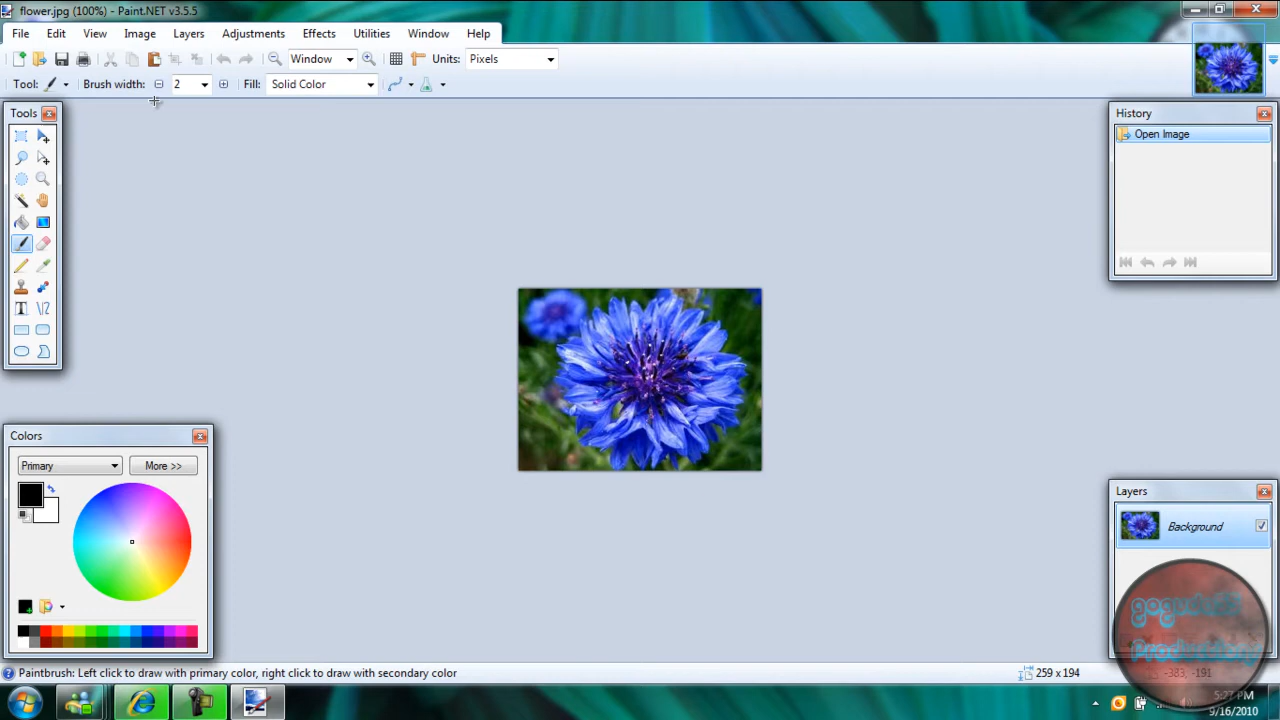 flower.jpg (100%) - Paint.NET v3.5.5
File Edit View Image Layers Adjustments Effects Utilities Window Help
Window Units: Pixels
Tool: Brush width: 2 Fill: Solid Color
Tools
History
Open Image
Colors
Primary More >>
Layers
Background
Productions
Paintbrush: Left click to draw with primary color, right click to draw with secondary color
259 x 194
-383, -191
5:27 PM
9/16/2010